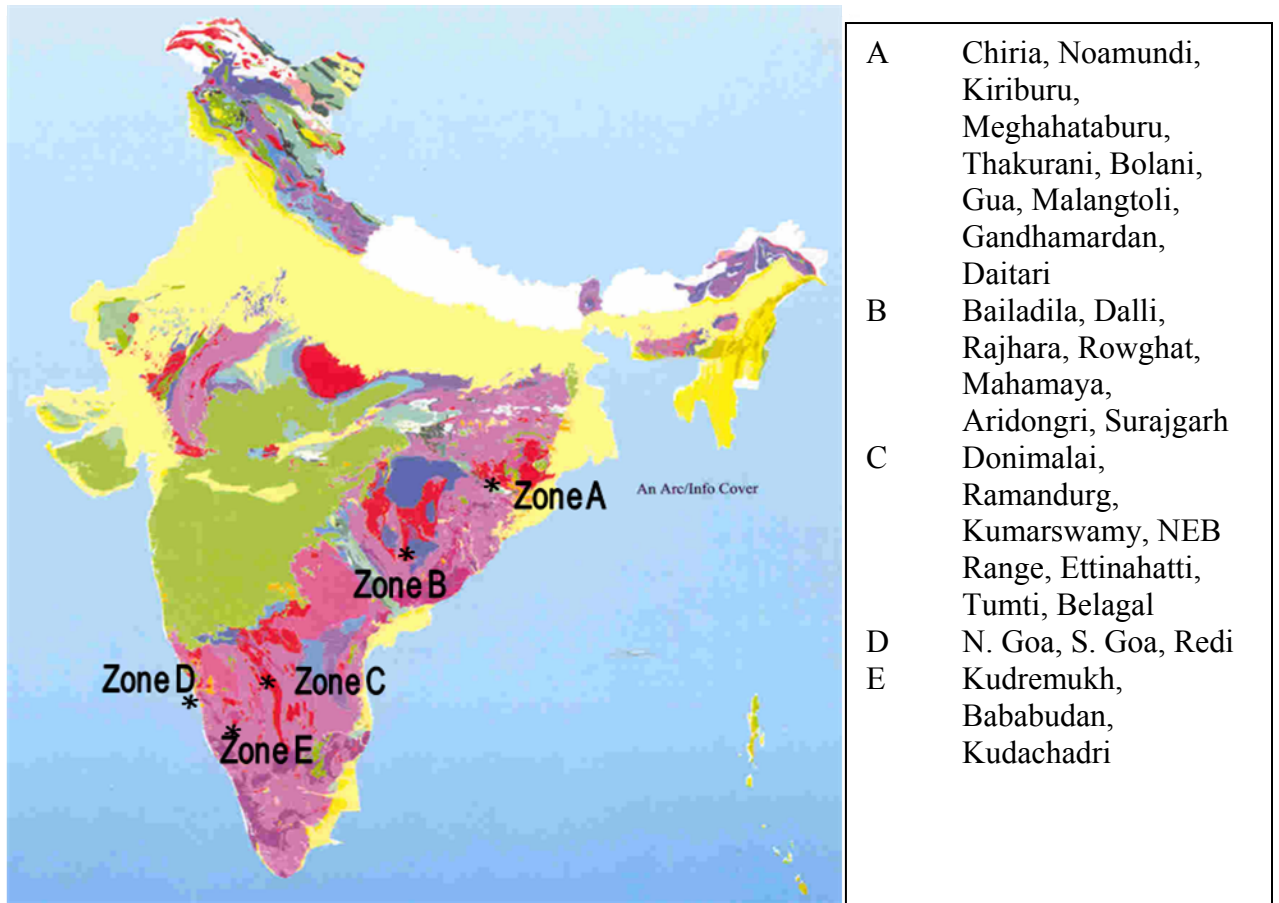 An Arc/Info Cover
Zone A
Zone B
Zone D
Zone C
Zone E
A Chiria, Noamundi,
Kiriburu,
Meghahataburu,
Thakurani, Bolani,
Gua, Malangtoli,
Gandhamardan,
Daitari
B Bailadila, Dalli,
Rajhara, Rowghat,
Mahamaya,
Aridongri, Surajgarh
C Donimalai,
Ramandurg,
Kumarswamy, NEB
Range, Ettinahatti,
Tumti, Belagal
D N. Goa, S. Goa, Redi
E Kudremukh,
Bababudan,
Kudachadri